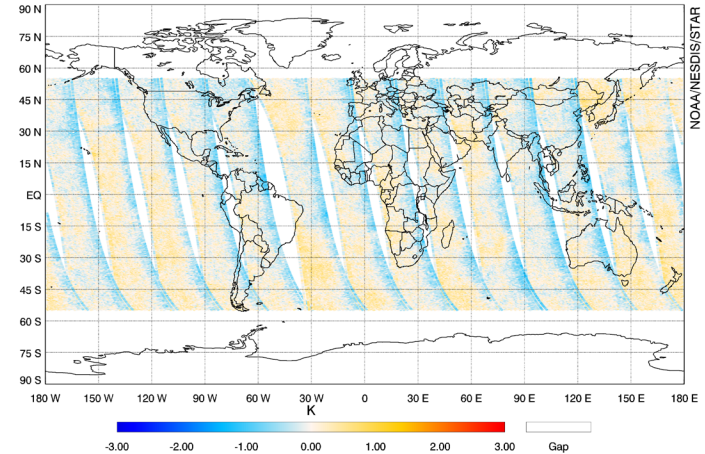 90 N
75 N
60 N
45 N
30 N
15 N
EQ
15 S
30 S
45 S
60 S
75 S
90 S
180 W 150 W 120 W 90 W 60 W 30 W 0 30 E 60 E 90 E 120 E 150 E 180 E
K
-3.00 -2.00 -1.00 0.00 1.00 2.00 3.00 Gap
NOAA/NESDIS/STAR